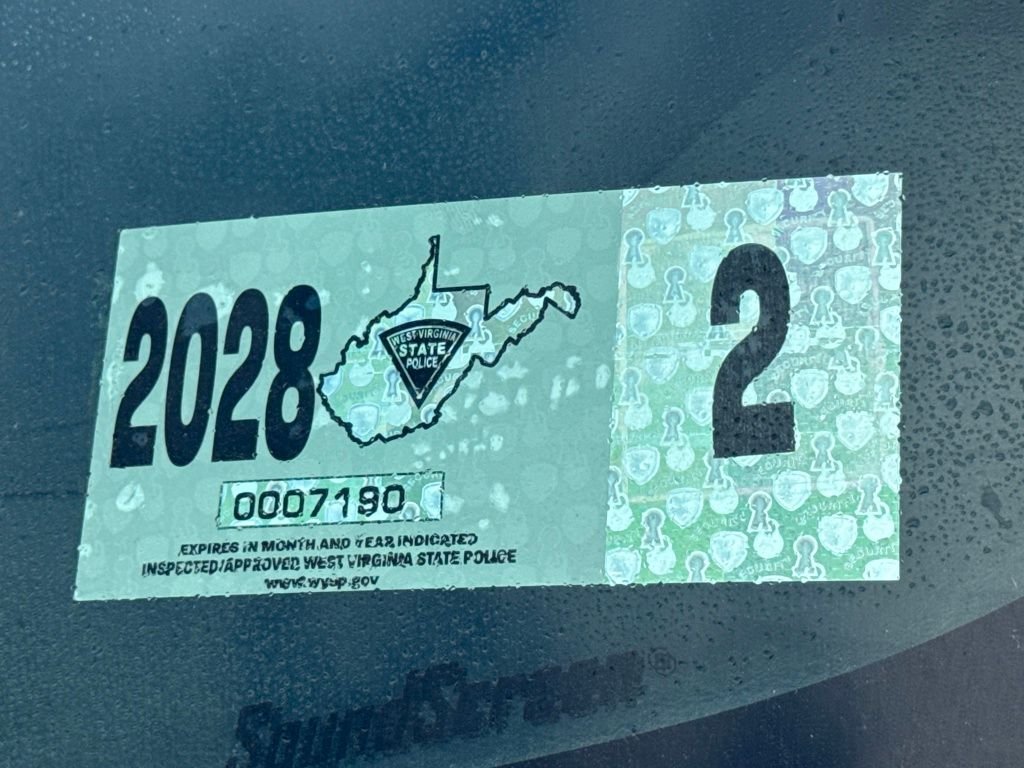 2028
WEST VIRGINIA
STATE
POLICE
2
0007190
EXPIRES IN MONTH AND YEAR INDICATED
INSPECTED/APPROVED WEST VIRGINIA STATE POLICE
www.wvsp.gov
SoundScreen®